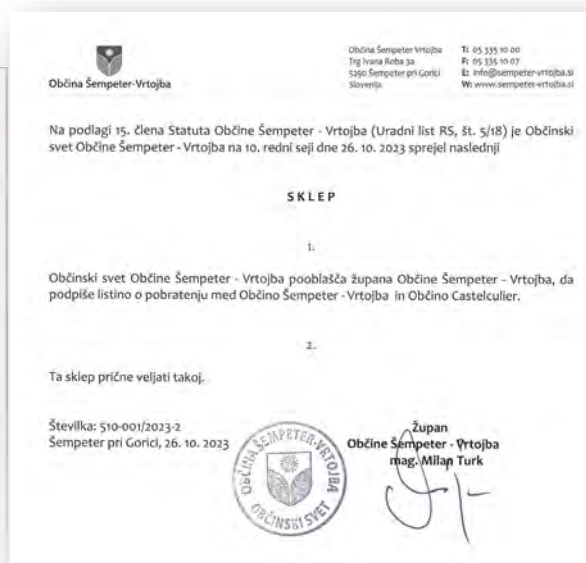 Občina Šempeter-Vrtojba
Občina Šempeter Vrtojba
Trg Ivana Roba 3a
5290 Šempeter pri Gorici
Slovenija
T: 05 335 10 00
F: 05 335 10 07
E: info@sempeter-vrtojba.si
W: www.sempeter-vrtojba.si
Na podlagi 15. člena Statuta Občine Šempeter - Vrtojba (Uradni list RS, št. 5/18) je Občinski
svet Občine Šempeter - Vrtojba na 10. redni seji dne 26. 10. 2023 sprejel naslednji
SKLEP
1.
Občinski svet Občine Šempeter - Vrtojba pooblašča župana Občine Šempeter - Vrtojba, da
podpiše listino o pobratenju med Občino Šempeter - Vrtojba in Občino Castelculier.
2.
Ta sklep prične veljati takoj.
Številka: 510-001/2023-2
Šempeter pri Gorici, 26. 10. 2023
OBČINA ŠEMPETER-VRTOJBA
OBČINSKI SVET
Župan
Občine Šempeter - Vrtojba
mag. Milan Turk